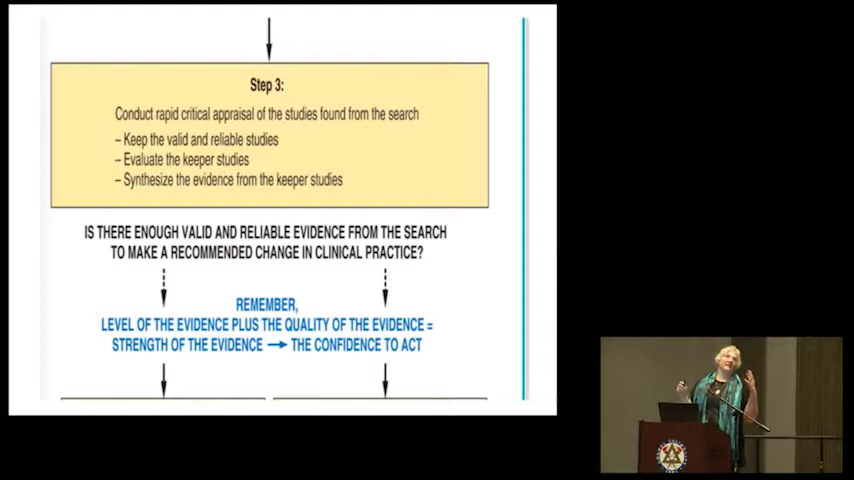 Step 3:
Conduct rapid critical appraisal of the studies found from the search
– Keep the valid and reliable studies
– Evaluate the keeper studies
– Synthesize the evidence from the keeper studies
IS THERE ENOUGH VALID AND RELIABLE EVIDENCE FROM THE SEARCH
TO MAKE A RECOMMENDED CHANGE IN CLINICAL PRACTICE?
REMEMBER,
LEVEL OF THE EVIDENCE PLUS THE QUALITY OF THE EVIDENCE =
STRENGTH OF THE EVIDENCE → THE CONFIDENCE TO ACT